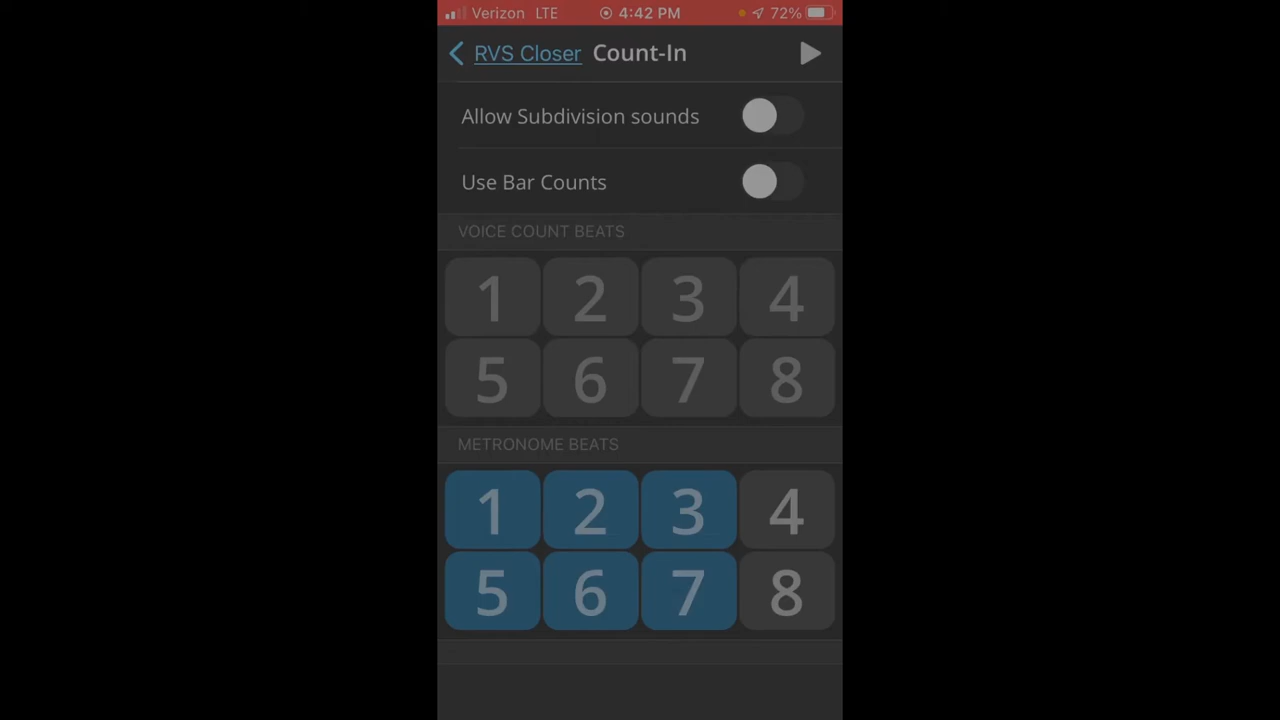 Verizon LTE 4:42 PM 72%
RVS Closer Count-In
Allow Subdivision sounds
Use Bar Counts
VOICE COUNT BEATS
1 2 3 4
5 6 7 8
METRONOME BEATS
1 2 3 4
5 6 7 8